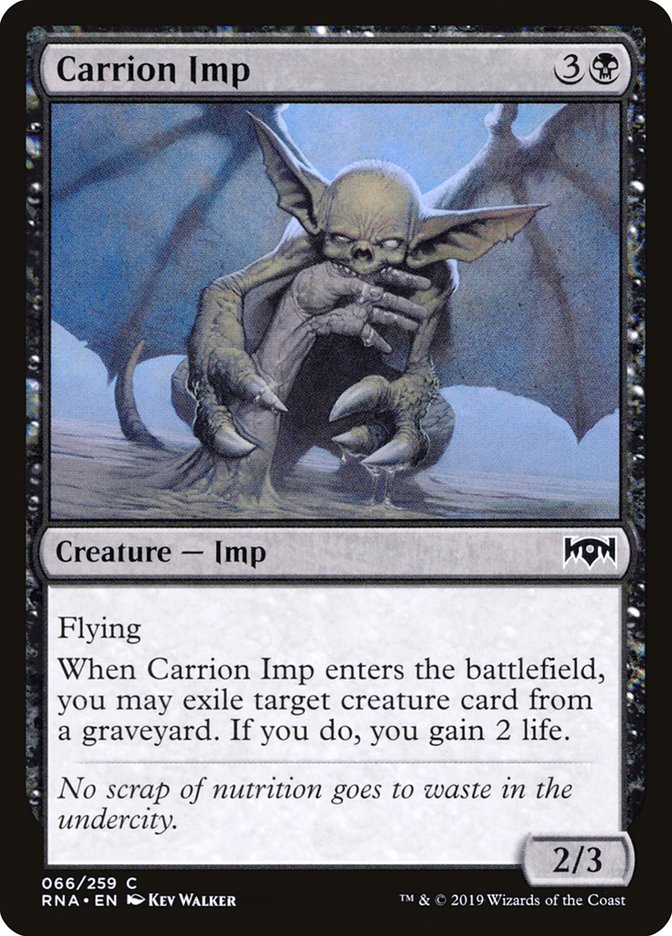 Carrion Imp 3
Creature — Imp
Flying
When Carrion Imp enters the battlefield,
you may exile target creature card from
a graveyard. If you do, you gain 2 life.
No scrap of nutrition goes to waste in the
undercity.
2/3
066/259 C
RNA • EN Kev Walker
™ & © 2019 Wizards of the Coast